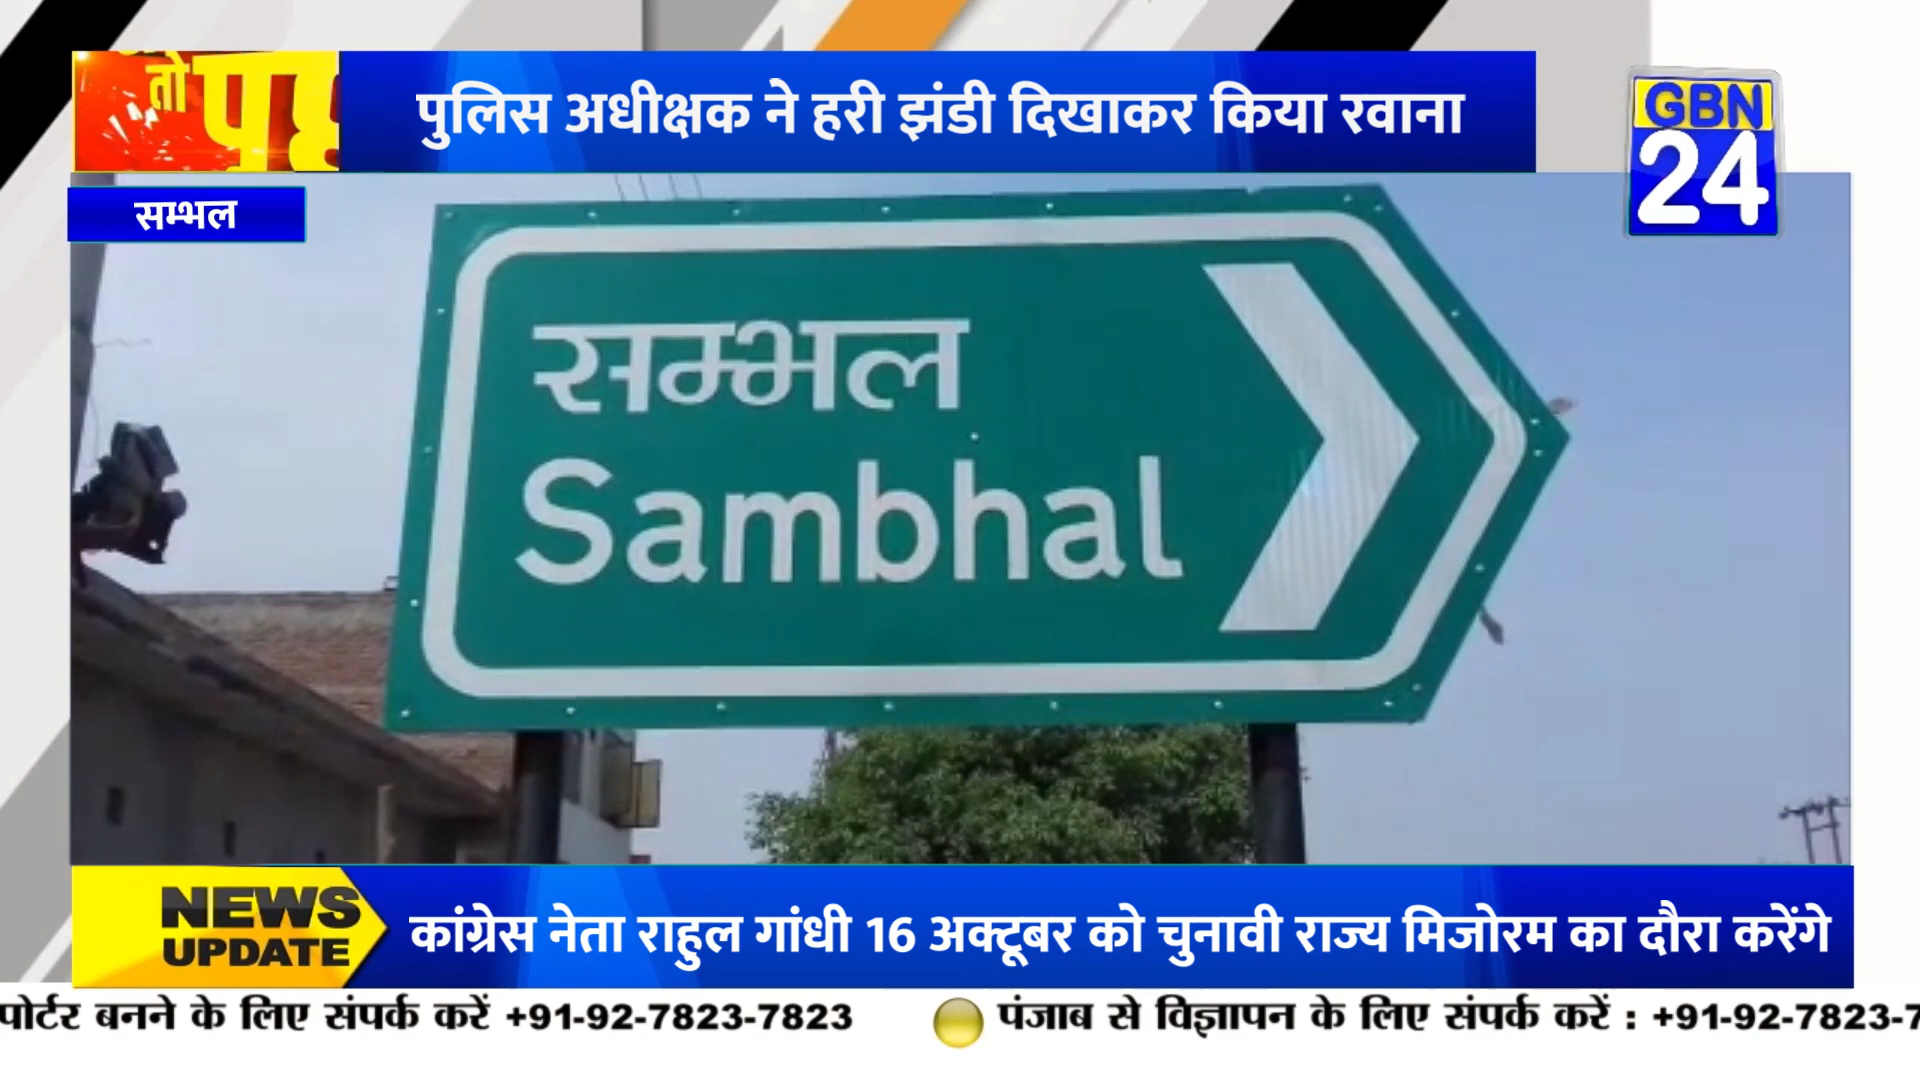 तो
पुलिस अधीक्षक ने हरी झंडी दिखाकर किया रवाना
GBN
24
सम्भल
सम्भल
Sambhal
NEWS
UPDATE
कांग्रेस नेता राहुल गांधी 16 अक्टूबर को चुनावी राज्य मिजोरम का दौरा करेंगे
पोर्टर बनने के लिए संपर्क करें +91-92-7823-7823
पंजाब से विज्ञापन के लिए संपर्क करें : +91-92-7823-7